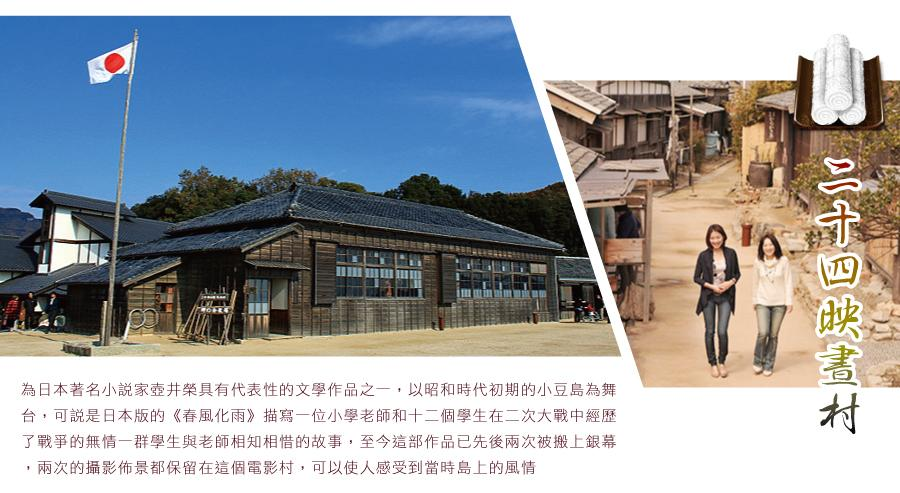 二十四映畫村
為日本著名小說家壺井榮具有代表性的文學作品之一，以昭和時代初期的小豆島為舞
台，可說是日本版的《春風化雨》描寫一位小學老師和十二個學生在二次大戰中經歷
了戰爭的無情一群學生與老師相知相惜的故事，至今這部作品已先後兩次被搬上銀幕
，兩次的攝影佈景都保留在這個電影村，可以使人感受到當時島上的風情